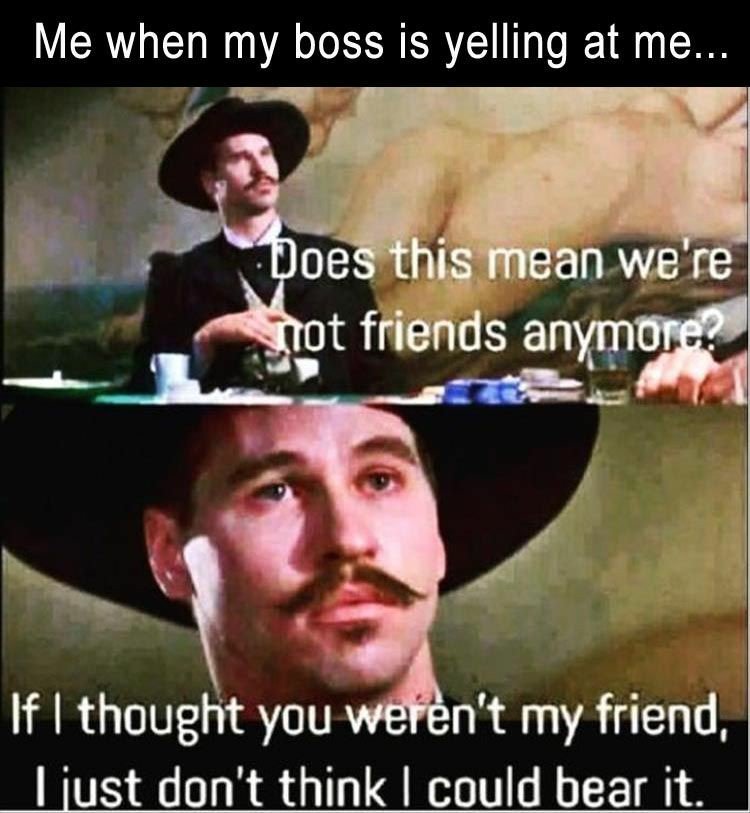 Me when my boss is yelling at me...
Does this mean we're
not friends anymore?
If I thought you weren't my friend,
I just don't think I could bear it.